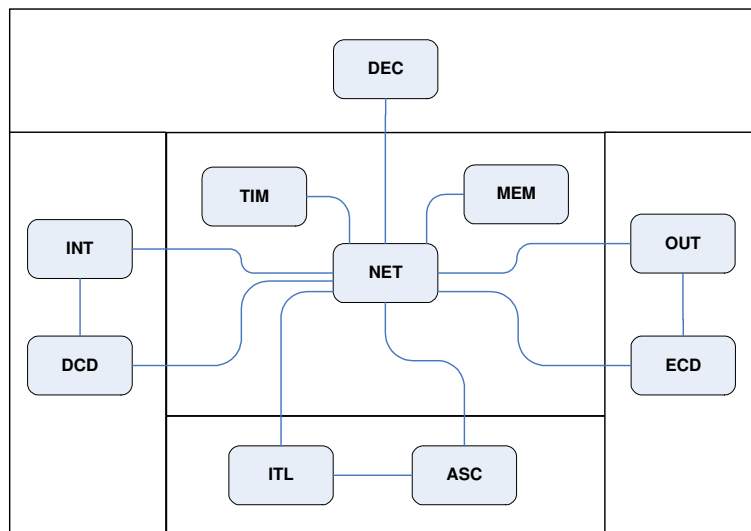 DEC
TIM
MEM
INT
OUT
NET
DCD
ECD
ITL
ASC